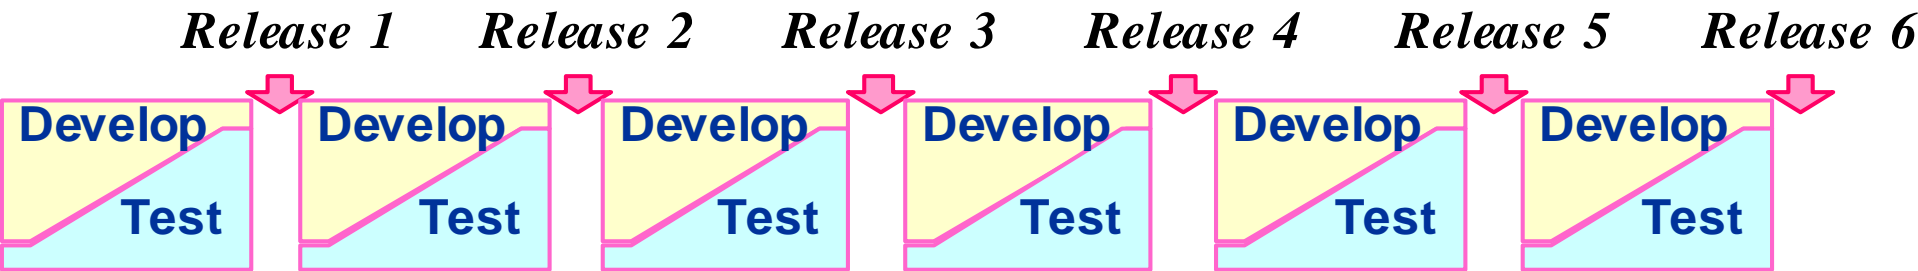 Release 1 Release 2 Release 3 Release 4 Release 5 Release 6
Develop Develop Develop Develop Develop Develop
Test Test Test Test Test Test